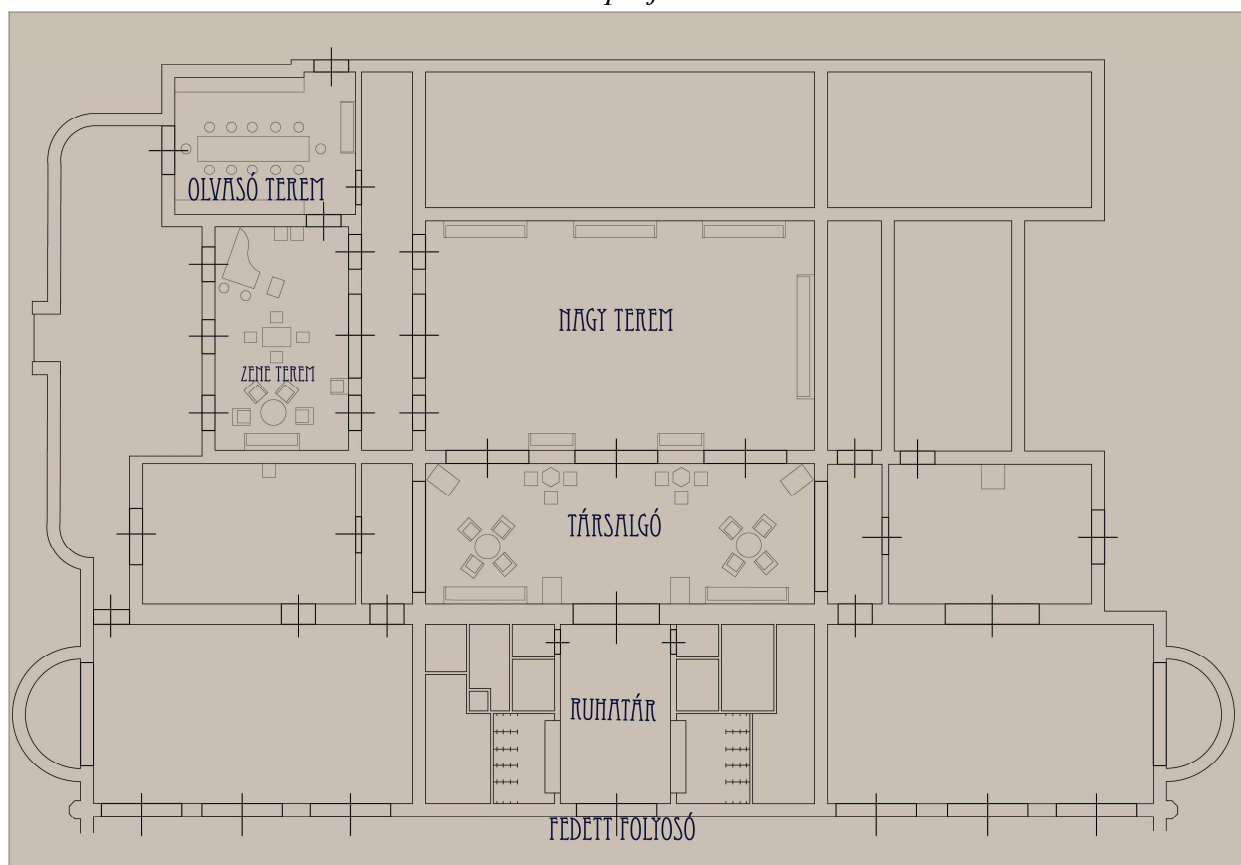 OLVASÓ TEREM
NAGY TEREM
ZENE TEREM
TÁRSALGÓ
RUHATÁR
FEDETT FOLYOSÓ